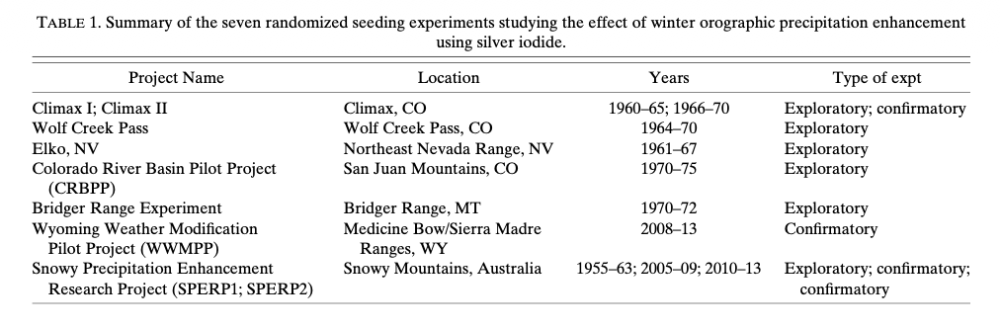 TABLE 1. Summary of the seven randomized seeding experiments studying the effect of winter orographic precipitation enhancement
using silver iodide.
Project Name Location Years Type of expt
Climax I; Climax II Climax, CO 1960–65; 1966–70 Exploratory; confirmatory
Wolf Creek Pass Wolf Creek Pass, CO 1964–70 Exploratory
Elko, NV Northeast Nevada Range, NV 1961–67 Exploratory
Colorado River Basin Pilot Project San Juan Mountains, CO 1970–75 Exploratory
(CRBPP)
Bridger Range Experiment Bridger Range, MT 1970–72 Exploratory
Wyoming Weather Modification Medicine Bow/Sierra Madre 2008–13 Confirmatory
Pilot Project (WWMPP) Ranges, WY
Snowy Precipitation Enhancement Snowy Mountains, Australia 1955–63; 2005–09; 2010–13 Exploratory; confirmatory;
Research Project (SPERP1; SPERP2) confirmatory